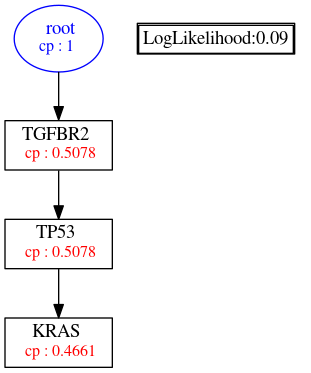 root
cp : 1
LogLikelihood:0.09
TGFBR2
cp : 0.5078
TP53
cp : 0.5078
KRAS
cp : 0.4661